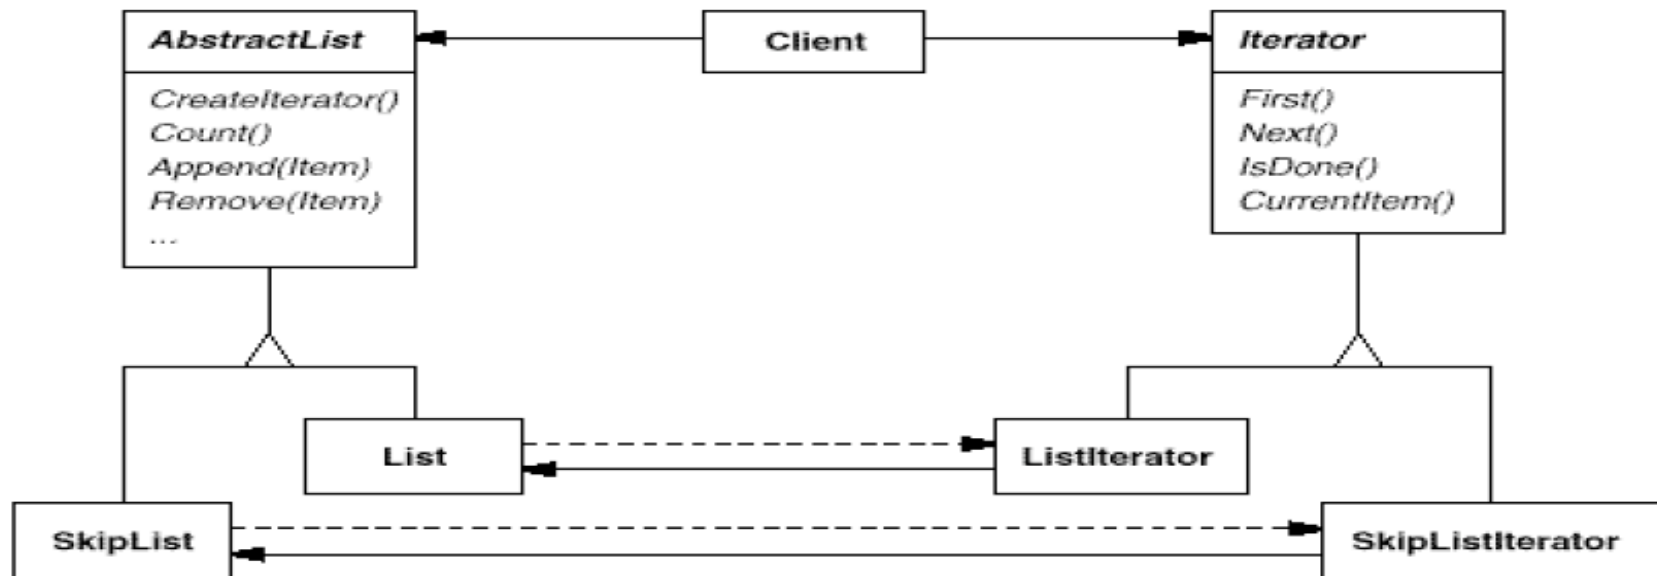 AbstractList
CreateIterator()
Count()
Append(Item)
Remove(Item)
...
Client
Iterator
First()
Next()
IsDone()
CurrentItem()
List
ListIterator
SkipList
SkipListIterator